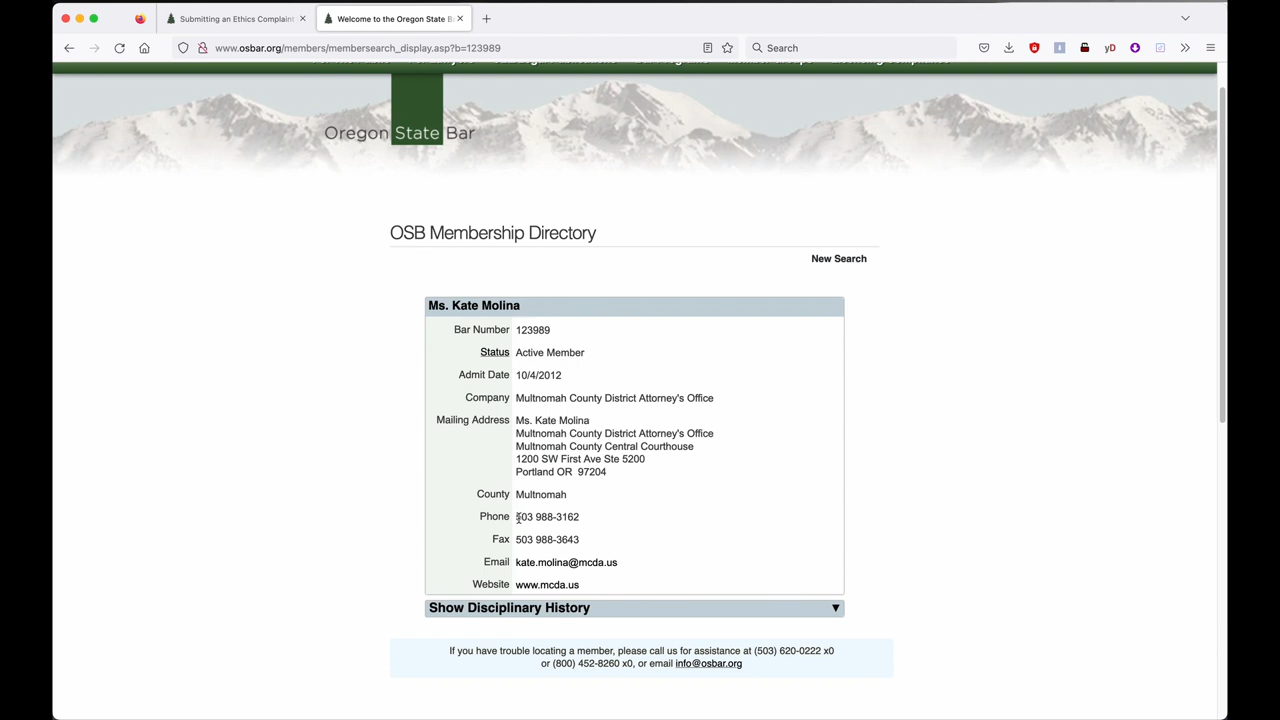 Submitting an Ethics Complaint
Welcome to the Oregon State B
www.osbar.org/members/membersearch_display.asp?b=123989
Search
yD
Oregon State Bar
OSB Membership Directory
New Search
Ms. Kate Molina
Bar Number 123989
Status Active Member
Admit Date 10/4/2012
Company Multnomah County District Attorney's Office
Mailing Address Ms. Kate Molina
Multnomah County District Attorney's Office
Multnomah County Central Courthouse
1200 SW First Ave Ste 5200
Portland OR 97204
County Multnomah
Phone 503 988-3162
Fax 503 988-3643
Email kate.molina@mcda.us
Website www.mcda.us
Show Disciplinary History ▼
If you have trouble locating a member, please call us for assistance at (503) 620-0222 x0
or (800) 452-8260 x0, or email info@osbar.org